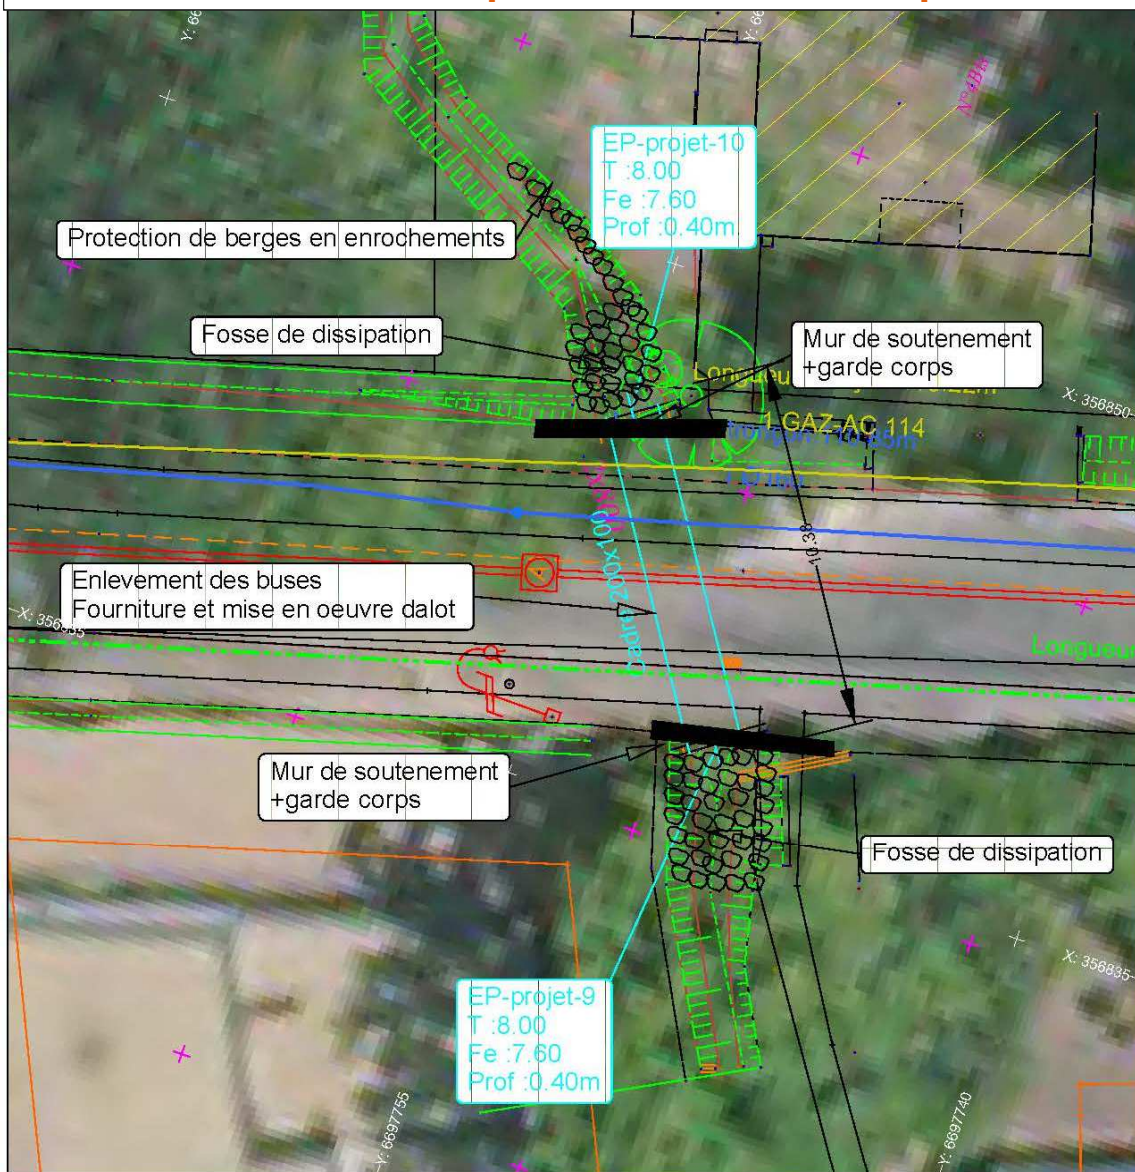 EP-projet-10
T :8.00
Fe :7.60
Prof :0.40m
Protection de berges en enrochements
Fosse de dissipation
Mur de soutenement
+garde corps
X: 356850
1 GAZ-AC 114
10.38
Cadre 200x100
Enlevement des buses
Fourniture et mise en oeuvre dalot
Longueur
Mur de soutenement
+garde corps
Fosse de dissipation
X: 356835
EP-projet-9
T :8.00
Fe :7.60
Prof :0.40m
Y: 6697755
Y: 6697740